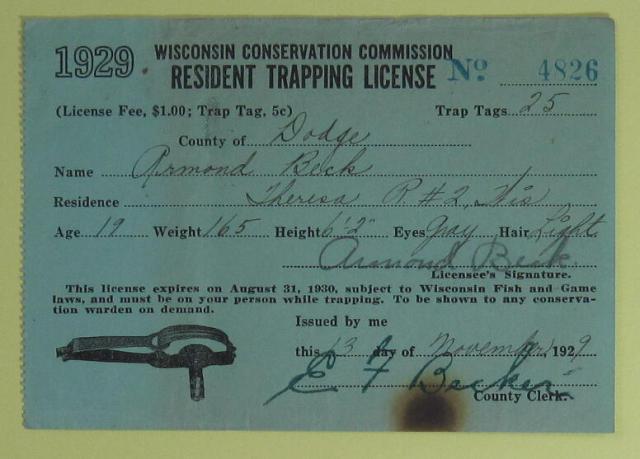 1929 WISCONSIN CONSERVATION COMMISSION
RESIDENT TRAPPING LICENSE No 4826
(License Fee, $1.00; Trap Tag, 5c) Trap Tags 25
County of Dodge
Name Armond Beck
Residence Theresa R #2, Wis
Age 19 Weight 165 Height 6'2" Eyes Gray Hair Light
Armond Beck
Licensee's Signature.
This license expires on August 31, 1930, subject to Wisconsin Fish and Game
laws, and must be on your person while trapping. To be shown to any conserva-
tion warden on demand.
Issued by me
this 13 day of November, 1929
E F Becker
County Clerk.